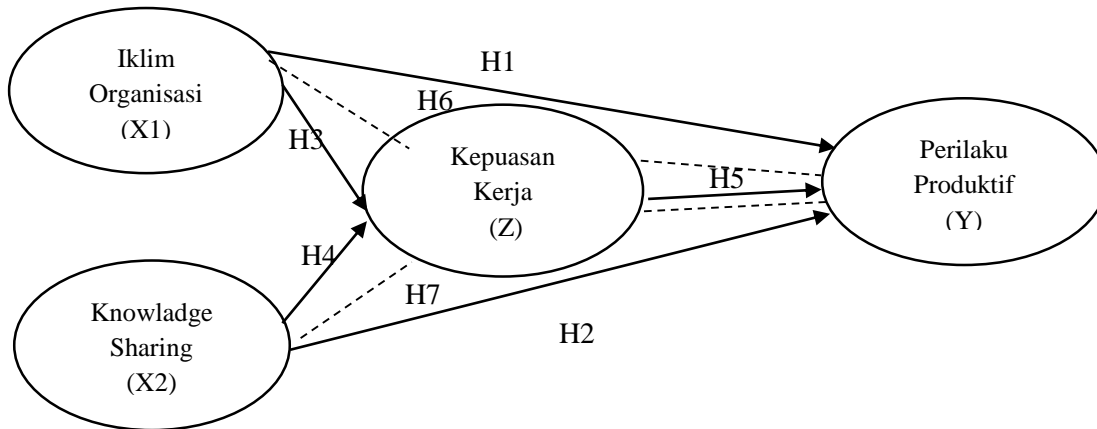 Iklim
Organisasi
(X1)
H1
H6
H3
Kepuasan
Kerja
(Z)
H5
Perilaku
Produktif
(Y)
H4
H7
H2
Knowladge
Sharing
(X2)